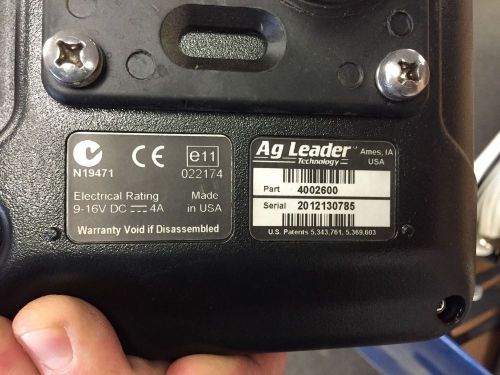 N19471
CE
e11
022174
Electrical Rating
9-16V DC 4A
Made
in USA
Warranty Void if Disassembled
Ag Leader
Technology
Ames, IA
USA
Part 4002600
Serial 2012130785
U.S. Patents 5,343,761, 5,369,603